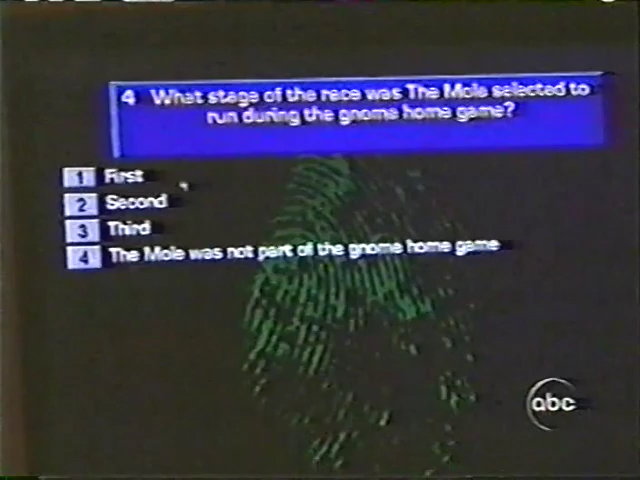 4 What stage of the race was The Mole selected to
run during the gnome home game?
1 First
2 Second
3 Third
4 The Mole was not part of the gnome home game
abc